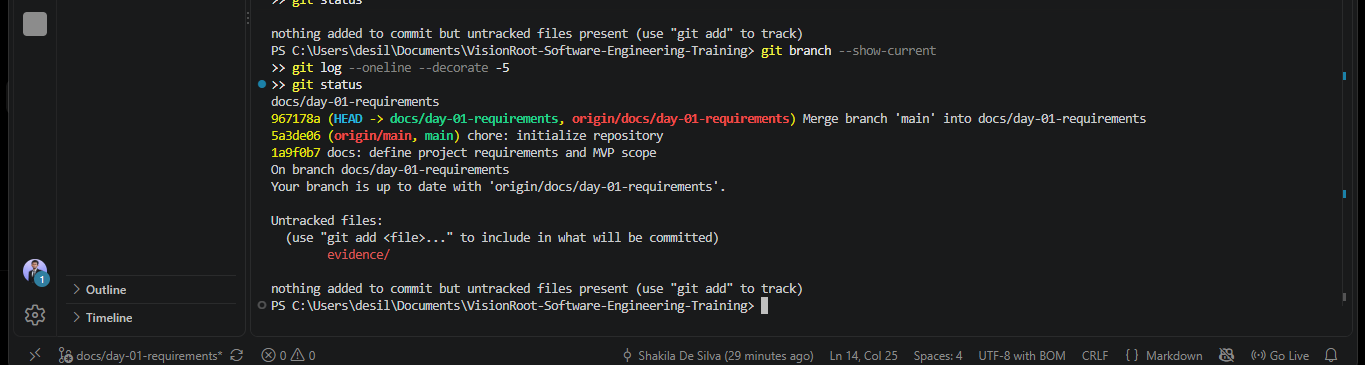 >> git status
nothing added to commit but untracked files present (use "git add" to track)
PS C:\Users\desil\Documents\VisionRoot-Software-Engineering-Training> git branch --show-current
>> git log --oneline --decorate -5
>> git status
docs/day-01-requirements
967178a (HEAD -> docs/day-01-requirements, origin/docs/day-01-requirements) Merge branch 'main' into docs/day-01-requirements
5a3de06 (origin/main, main) chore: initialize repository
1a9f0b7 docs: define project requirements and MVP scope
On branch docs/day-01-requirements
Your branch is up to date with 'origin/docs/day-01-requirements'.
Untracked files:
(use "git add <file>..." to include in what will be committed)
evidence/
nothing added to commit but untracked files present (use "git add" to track)
PS C:\Users\desil\Documents\VisionRoot-Software-Engineering-Training>
1
Outline
Timeline
docs/day-01-requirements* 0 0 Shakila De Silva (29 minutes ago) Ln 14, Col 25 Spaces: 4 UTF-8 with BOM CRLF { } Markdown Go Live